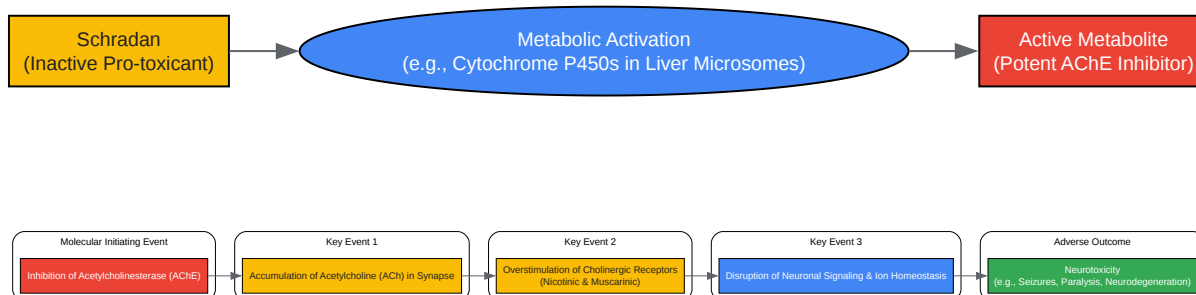 Schradan
(Inactive Pro-toxicant)
Metabolic Activation
(e.g., Cytochrome P450s in Liver Microsomes)
Active Metabolite
(Potent AChE Inhibitor)
Molecular Initiating Event
Inhibition of Acetylcholinesterase (AChE)
Key Event 1
Accumulation of Acetylcholine (ACh) in Synapse
Key Event 2
Overstimulation of Cholinergic Receptors
(Nicotinic & Muscarinic)
Key Event 3
Disruption of Neuronal Signaling & Ion Homeostasis
Adverse Outcome
Neurotoxicity
(e.g., Seizures, Paralysis, Neurodegeneration)